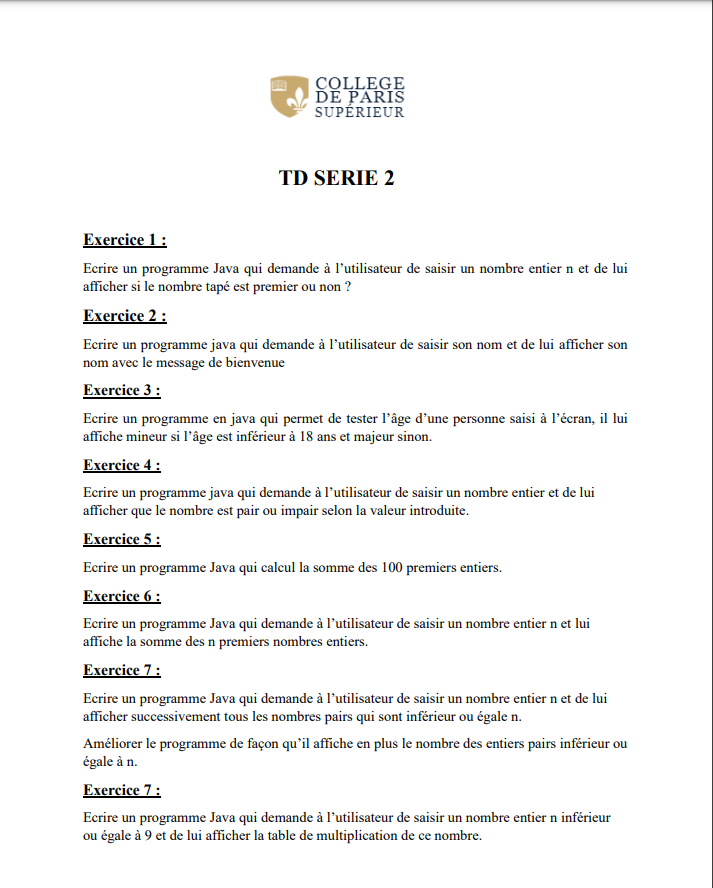 COLLEGE
DE PARIS
SUPÉRIEUR
TD SERIE 2
Exercice 1 :
Ecrire un programme Java qui demande à l’utilisateur de saisir un nombre entier n et de lui
afficher si le nombre tapé est premier ou non ?
Exercice 2 :
Ecrire un programme java qui demande à l’utilisateur de saisir son nom et de lui afficher son
nom avec le message de bienvenue
Exercice 3 :
Ecrire un programme en java qui permet de tester l’âge d’une personne saisi à l’écran, il lui
affiche mineur si l’âge est inférieur à 18 ans et majeur sinon.
Exercice 4 :
Ecrire un programme java qui demande à l’utilisateur de saisir un nombre entier et de lui
afficher que le nombre est pair ou impair selon la valeur introduite.
Exercice 5 :
Ecrire un programme Java qui calcul la somme des 100 premiers entiers.
Exercice 6 :
Ecrire un programme Java qui demande à l’utilisateur de saisir un nombre entier n et lui
affiche la somme des n premiers nombres entiers.
Exercice 7 :
Ecrire un programme Java qui demande à l’utilisateur de saisir un nombre entier n et de lui
afficher successivement tous les nombres pairs qui sont inférieur ou égale n.
Améliorer le programme de façon qu’il affiche en plus le nombre des entiers pairs inférieur ou
égale à n.
Exercice 7 :
Ecrire un programme Java qui demande à l’utilisateur de saisir un nombre entier n inférieur
ou égale à 9 et de lui afficher la table de multiplication de ce nombre.